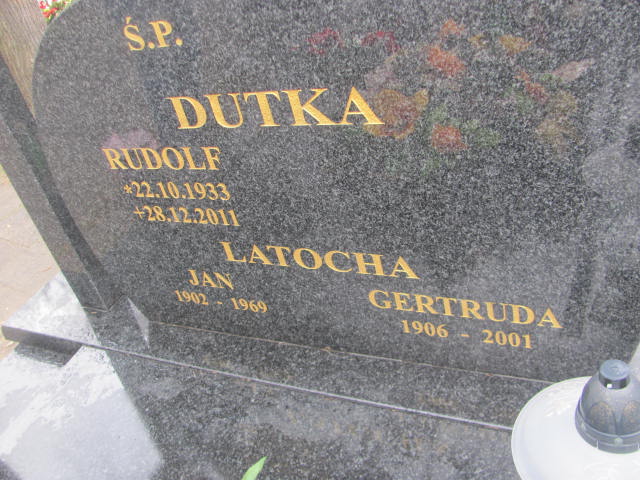 Ś.P.
DUTKA
RUDOLF
*22.10.1933
+28.12.2011
LATOCHA
JAN
1902 - 1969
GERTRUDA
1906 - 2001